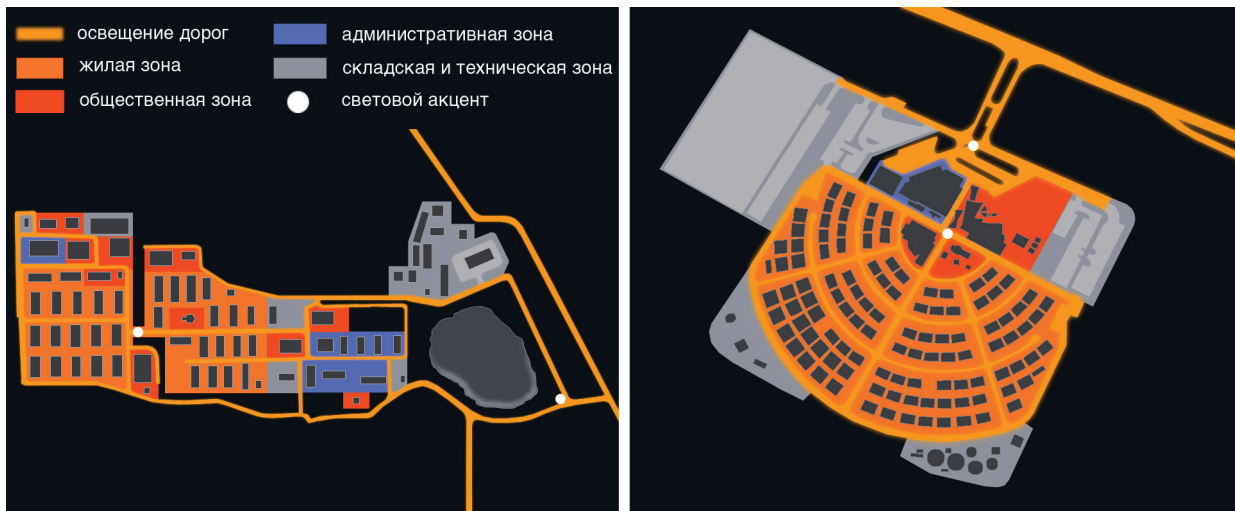 освещение дорог
административная зона
жилая зона
складская и техническая зона
общественная зона
световой акцент